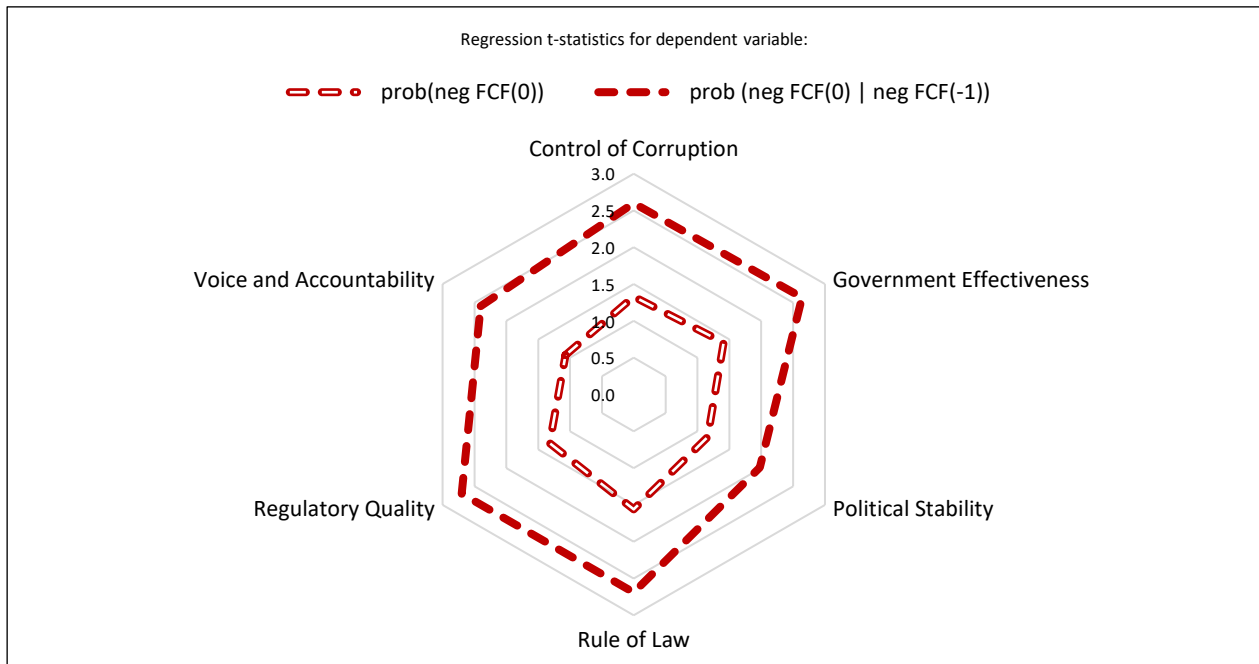 Regression t-statistics for dependent variable:
prob(neg FCF(0)) prob (neg FCF(0) | neg FCF(-1))
Control of Corruption
3.0
2.5
2.0
1.5
1.0
0.5
0.0
Voice and Accountability
Government Effectiveness
Regulatory Quality
Political Stability
Rule of Law